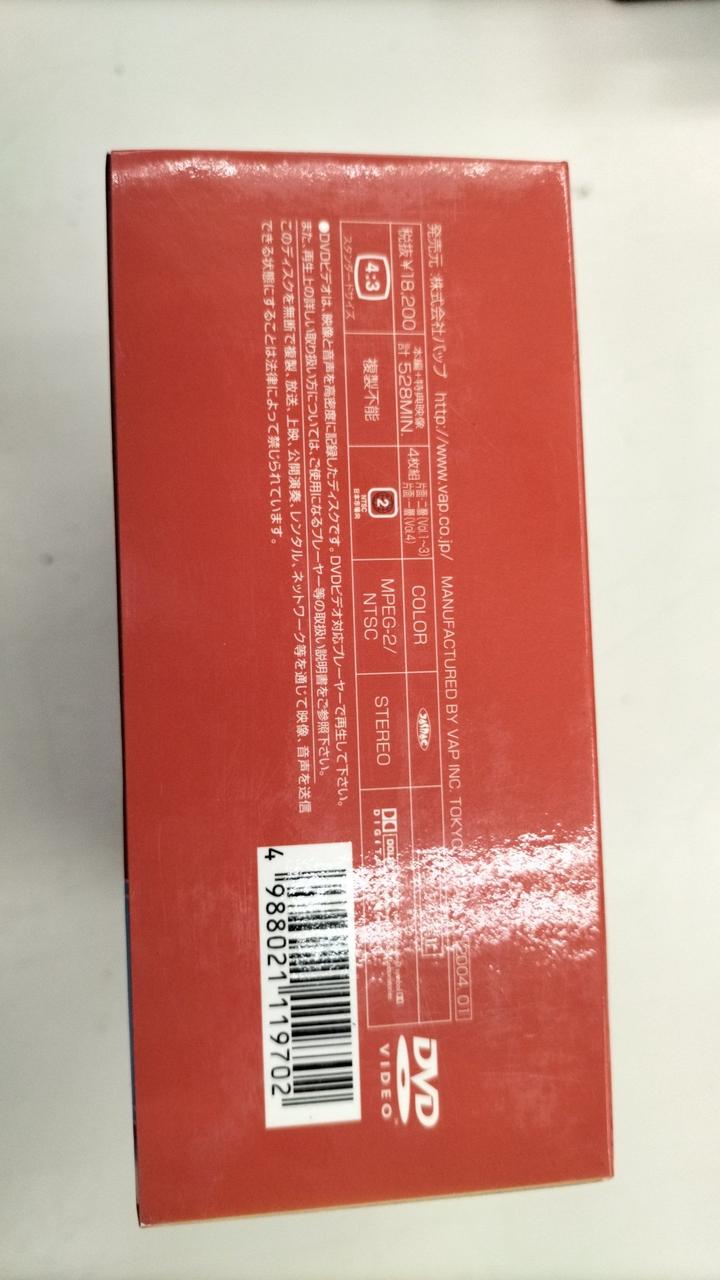 発売元：株式会社バップ http://www.vap.co.jp/ MANUFACTURED BY VAP INC. TOKYO
2004. 01
税抜￥18,200
本編+特典映像
計 528MIN.
4枚組
片面二層(Vol.1~3)
片面一層(Vol.4)
COLOR
JASRAC
4:3
スタンダードサイズ
複製不能
2
NTSC
日本市場向
MPEG-2/
NTSC
STEREO
DVD
VIDEO
●DVDビデオは、映像と音声を高密度に記録したディスクです。DVDビデオ対応プレーヤーで再生して下さい。
また、再生上の詳しい取り扱い方については、ご使用になるプレーヤー等の取扱い説明書をご参照下さい。
このディスクを無断で複製、放送、上映、公開演奏、レンタル、ネットワーク等を通じて映像、音声を送信
できる状態にすることは法律によって禁じられています。
4 988021 119702